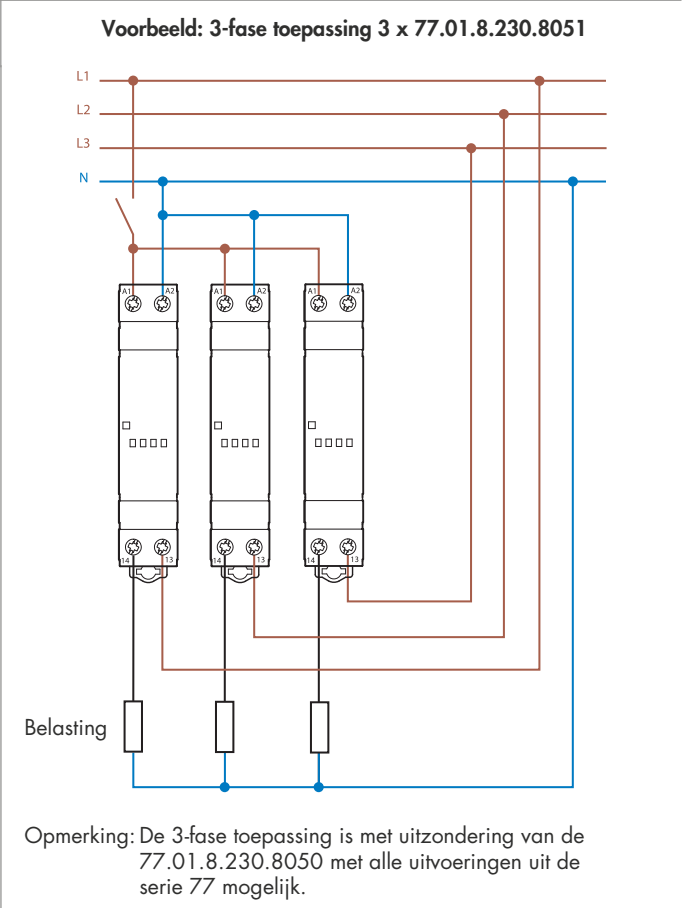 Voorbeeld: 3-fase toepassing 3 x 77.01.8.230.8051
L1
L2
L3
N
A1 A2 A1 A2 A1 A2
14 13 14 13 14 13
Belasting
Opmerking: De 3-fase toepassing is met uitzondering van de
77.01.8.230.8050 met alle uitvoeringen uit de
serie 77 mogelijk.